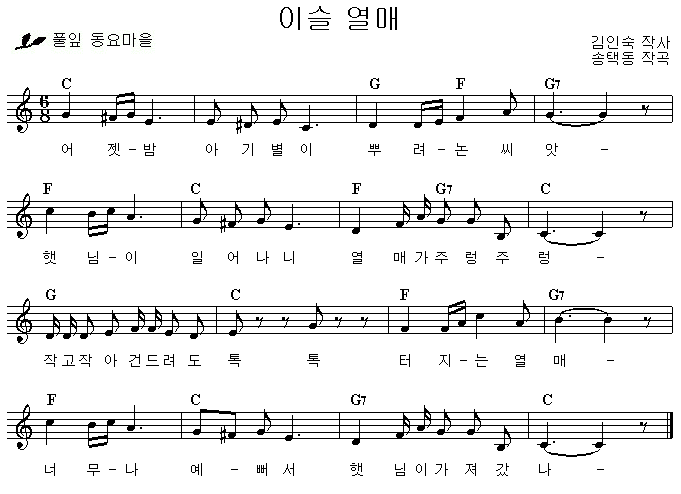 이슬 열매
풀잎 동요마을
김인숙 작사
송택동 작곡
C G F G7
6
8
어 젯-밤 아 기 별 이 뿌 려-논 씨 앗 -
F C F G7 C
햇 님-이 일 어 나 니 열 매 가 주 렁 주 렁 -
G C F G7
작 고 작 아 건 드 려 도 톡 톡 터 지-는 열 매-
F C G7 C
너 무-나 예 -뻐 서 햇 님 이 가 져 갔 나-